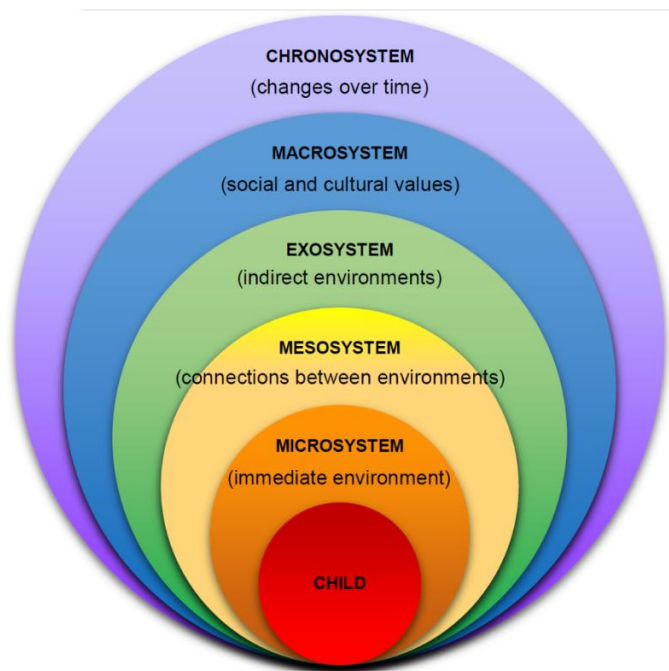 CHRONOSYSTEM
(changes over time)
MACROSYSTEM
(social and cultural values)
EXOSYSTEM
(indirect environments)
MESOSYSTEM
(connections between environments)
MICROSYSTEM
(immediate environment)
CHILD